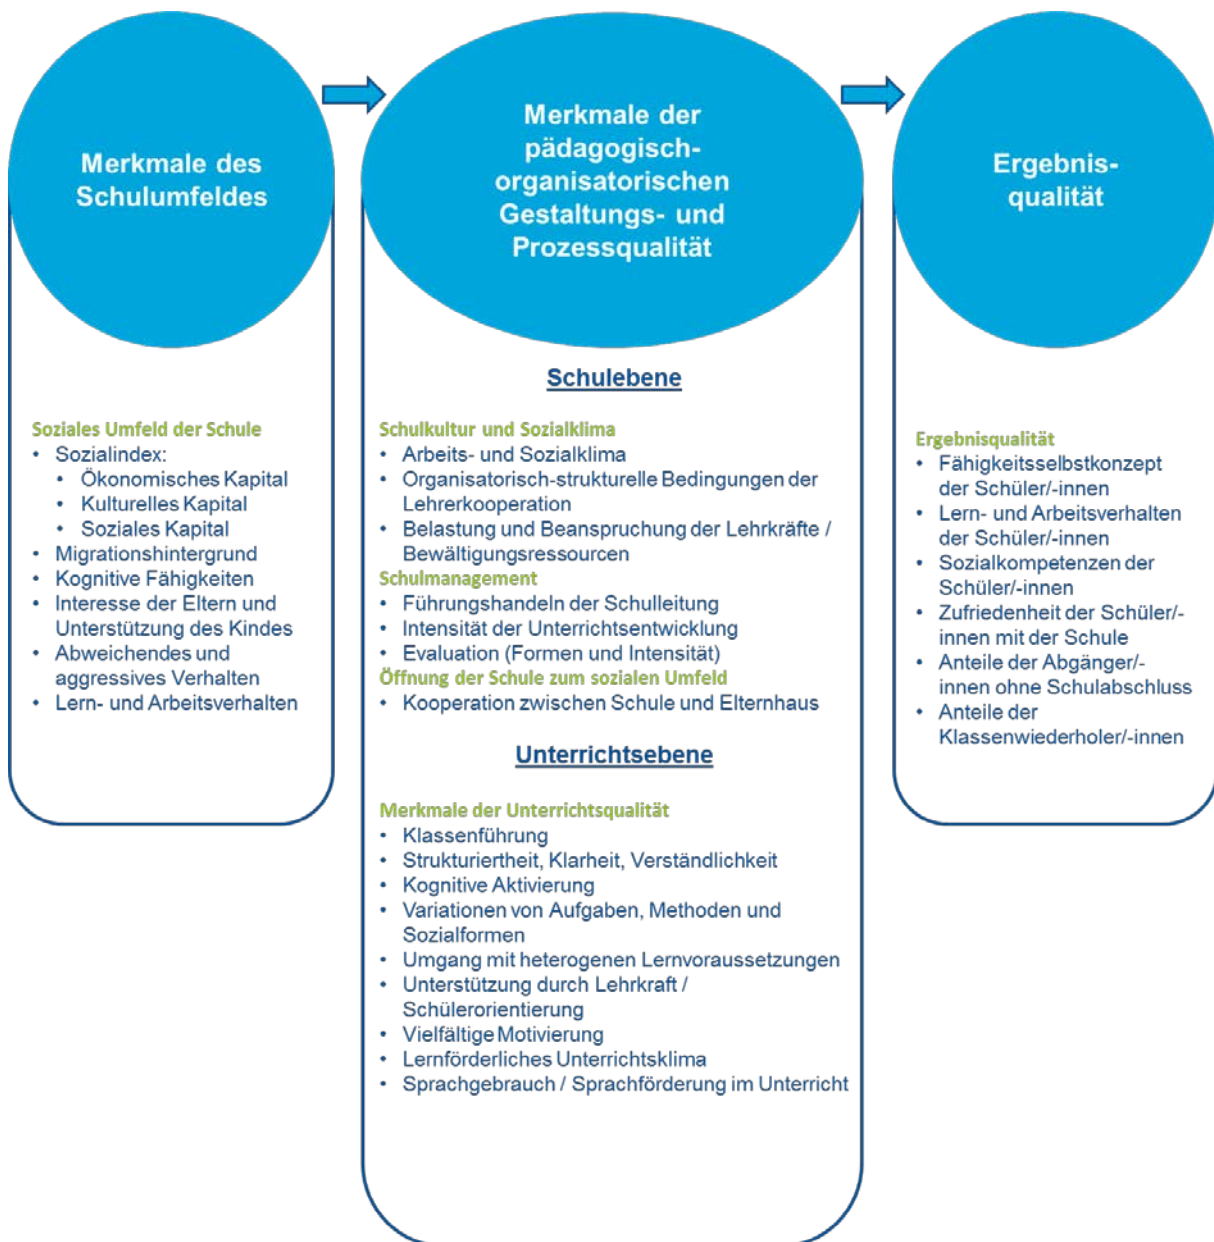 Merkmale des
Schulumfeldes
Soziales Umfeld der Schule
• Sozialindex:
• Ökonomisches Kapital
• Kulturelles Kapital
• Soziales Kapital
• Migrationshintergrund
• Kognitive Fähigkeiten
• Interesse der Eltern und
Unterstützung des Kindes
• Abweichendes und
aggressives Verhalten
• Lern- und Arbeitsverhalten
Merkmale der
pädagogisch-
organisatorischen
Gestaltungs- und
Prozessqualität
Schulebene
Schulkultur und Sozialklima
• Arbeits- und Sozialklima
• Organisatorisch-strukturelle Bedingungen der
Lehrerkooperation
• Belastung und Beanspruchung der Lehrkräfte /
Bewältigungsressourcen
Schulmanagement
• Führungshandeln der Schulleitung
• Intensität der Unterrichtsentwicklung
• Evaluation (Formen und Intensität)
Öffnung der Schule zum sozialen Umfeld
• Kooperation zwischen Schule und Elternhaus
Unterrichtsebene
Merkmale der Unterrichtsqualität
• Klassenführung
• Strukturiertheit, Klarheit, Verständlichkeit
• Kognitive Aktivierung
• Variationen von Aufgaben, Methoden und
Sozialformen
• Umgang mit heterogenen Lernvoraussetzungen
• Unterstützung durch Lehrkraft /
Schülerorientierung
• Vielfältige Motivierung
• Lernförderliches Unterrichtsklima
• Sprachgebrauch / Sprachförderung im Unterricht
Ergebnis-
qualität
Ergebnisqualität
• Fähigkeitsselbstkonzept
der Schüler/-innen
• Lern- und Arbeitsverhalten
der Schüler/-innen
• Sozialkompetenzen der
Schüler/-innen
• Zufriedenheit der Schüler/-
innen mit der Schule
• Anteile der Abgänger/-
innen ohne Schulabschluss
• Anteile der
Klassenwiederholer/-innen